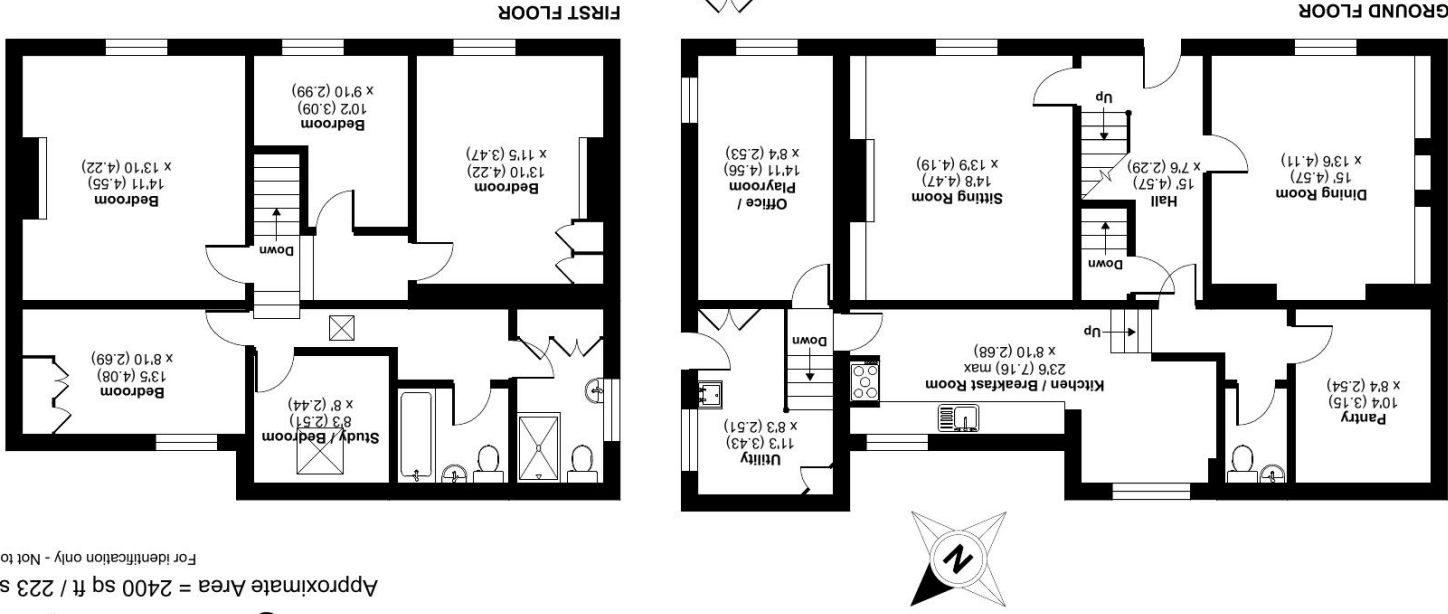 Approximate Area = 2400 sq ft / 223 s
For identification only - Not to
N
Utility
11'3 (3.43)
x 8'3 (2.51)
Down
Pantry
10'4 (3.15)
x 8'4 (2.54)
Kitchen / Breakfast Room
23'6 (7.16) max
x 8'10 (2.68)
Up
Down
Dining Room
15' (4.57)
x 13'6 (4.11)
Hall
15' (4.57)
x 7'6 (2.29)
Up
Sitting Room
14'8 (4.47)
x 13'9 (4.19)
Office /
Playroom
14'11 (4.56)
x 8'4 (2.53)
GROUND FLOOR
Study / Bedroom
8'3 (2.51)
x 8' (2.44)
Bedroom
13'5 (4.08)
x 8'10 (2.69)
Down
Bedroom
13'10 (4.22)
x 11'5 (3.47)
Bedroom
10'2 (3.09)
x 9'10 (2.99)
Bedroom
14'11 (4.55)
x 13'10 (4.22)
FIRST FLOOR